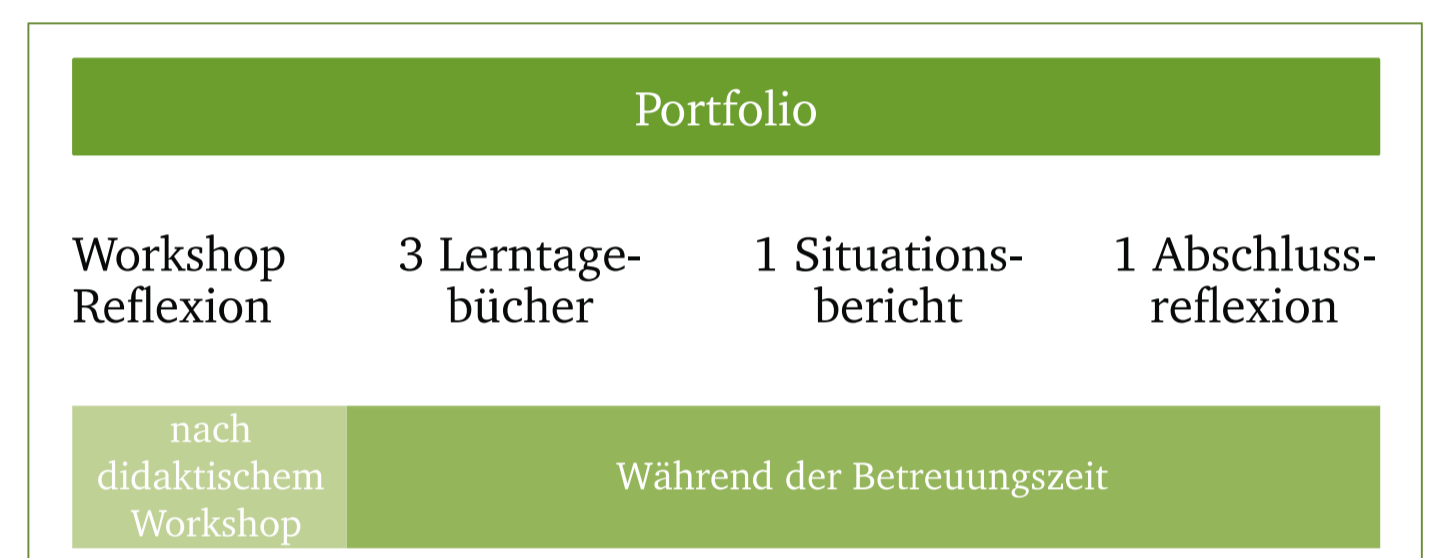 Portfolio
Workshop
Reflexion
3 Lerntage-
bücher
1 Situations-
bericht
1 Abschluss-
reflexion
nach
didaktischem
Workshop
Während der Betreuungszeit